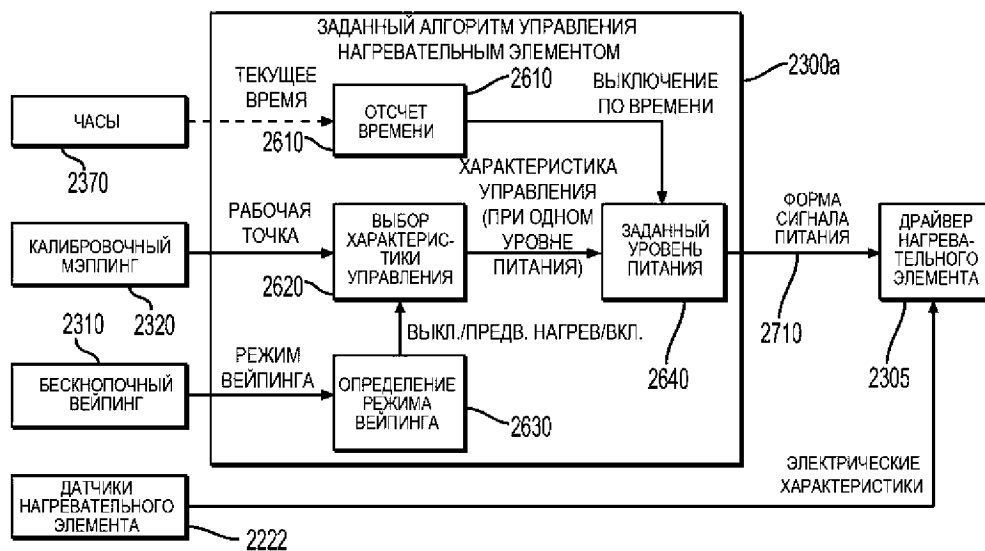 ЗАДАННЫЙ АЛГОРИТМ УПРАВЛЕНИЯ
НАГРЕВАТЕЛЬНЫМ ЭЛЕМЕНТОМ
2300a
ТЕКУЩЕЕ
ВРЕМЯ
2610
ВЫКЛЮЧЕНИЕ
ПО ВРЕМЕНИ
ЧАСЫ
2370
ОТСЧЕТ
ВРЕМЕНИ
2610
ХАРАКТЕРИСТИКА
УПРАВЛЕНИЯ
(ПРИ ОДНОМ
УРОВНЕ
ПИТАНИЯ)
РАБОЧАЯ
ТОЧКА
КАЛИБРОВОЧНЫЙ
МЭППИНГ
2320
ВЫБОР
ХАРАКТЕРИС-
ТИКИ
УПРАВЛЕНИЯ
2620
ЗАДАННЫЙ
УРОВЕНЬ
ПИТАНИЯ
2640
ФОРМА
СИГНАЛА
ПИТАНИЯ
2710
ДРАЙВЕР
НАГРЕВА-
ТЕЛЬНОГО
ЭЛЕМЕНТА
2305
2310
ВЫКЛ./ПРЕДВ. НАГРЕВ/ВКЛ.
БЕСКНОПОЧНЫЙ
ВЕЙПИНГ
РЕЖИМ
ВЕЙПИНГА
ОПРЕДЕЛЕНИЕ
РЕЖИМА
ВЕЙПИНГА
2630
ДАТЧИКИ
НАГРЕВАТЕЛЬНОГО
ЭЛЕМЕНТА
2222
ЭЛЕКТРИЧЕСКИЕ
ХАРАКТЕРИСТИКИ